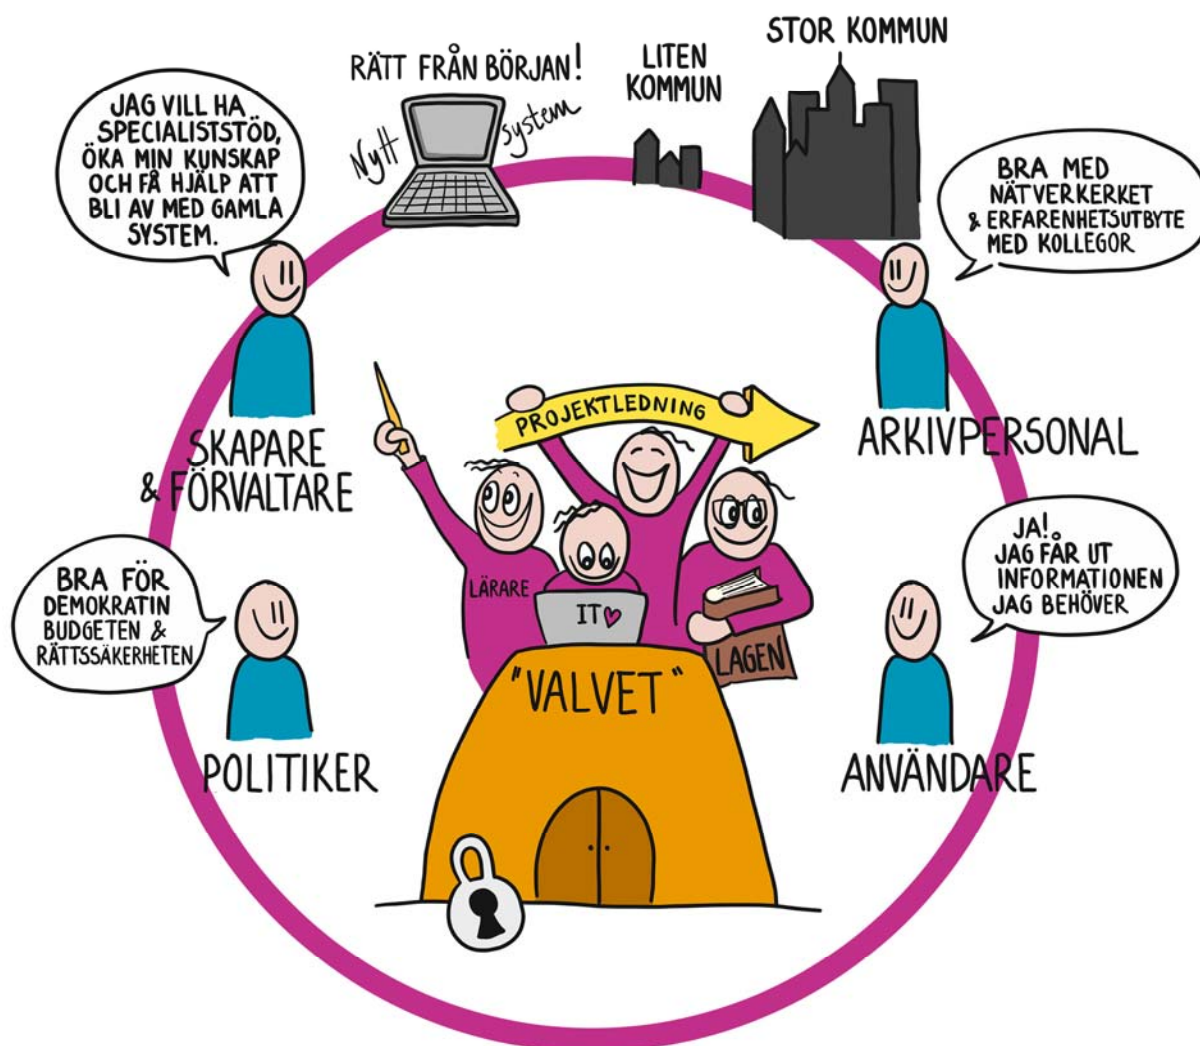 RÄTT FRÅN BÖRJAN!
Nytt system
LITEN
KOMMUN
STOR KOMMUN
JAG VILL HA
SPECIALISTSTÖD,
ÖKA MIN KUNSKAP
OCH FÅ HJÄLP ATT
BLI AV MED GAMLA
SYSTEM.
SKAPARE
& FÖRVALTARE
BRA MED
NÄTVERKERKET
& ERFARENHETSUTBYTE
MED KOLLEGOR
ARKIVPERSONAL
PROJEKTLEDNING
LÄRARE
IT
LAGEN
"VALVET"
BRA FÖR
DEMOKRATIN
BUDGETEN &
RÄTTSSÄKERHETEN
POLITIKER
JA!
JAG FÅR UT
INFORMATIONEN
JAG BEHÖVER
ANVÄNDARE